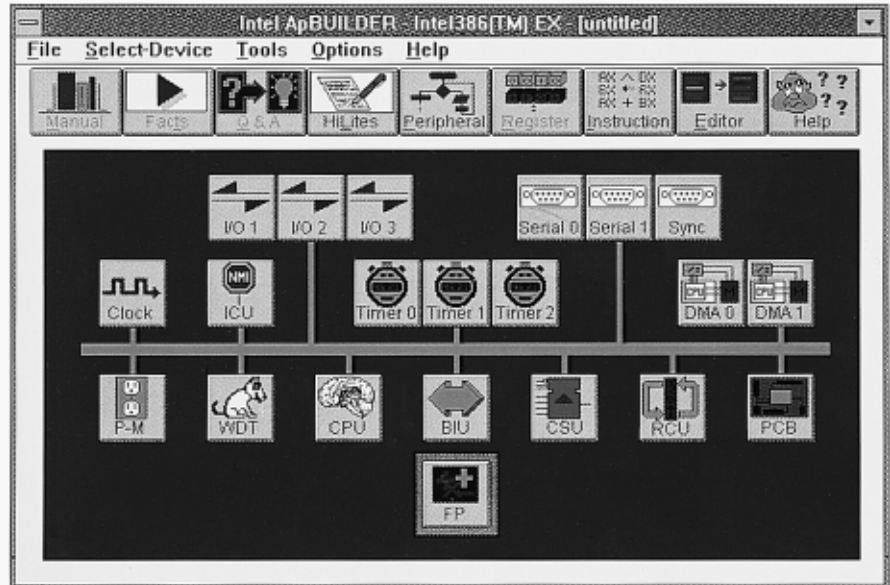 Intel ApBUILDER - Intel386[TM] EX - [untitled]
File Select-Device Tools Options Help
Manual Facts Q & A HiLites Peripheral Register Instruction Editor Help
I/O 1 I/O 2 I/O 3 Serial 0 Serial 1 Sync
Clock NMI ICU Timer 0 Timer 1 Timer 2 DMA 0 DMA 1
P-M WDT CPU BIU CSU RCU PCB
FP